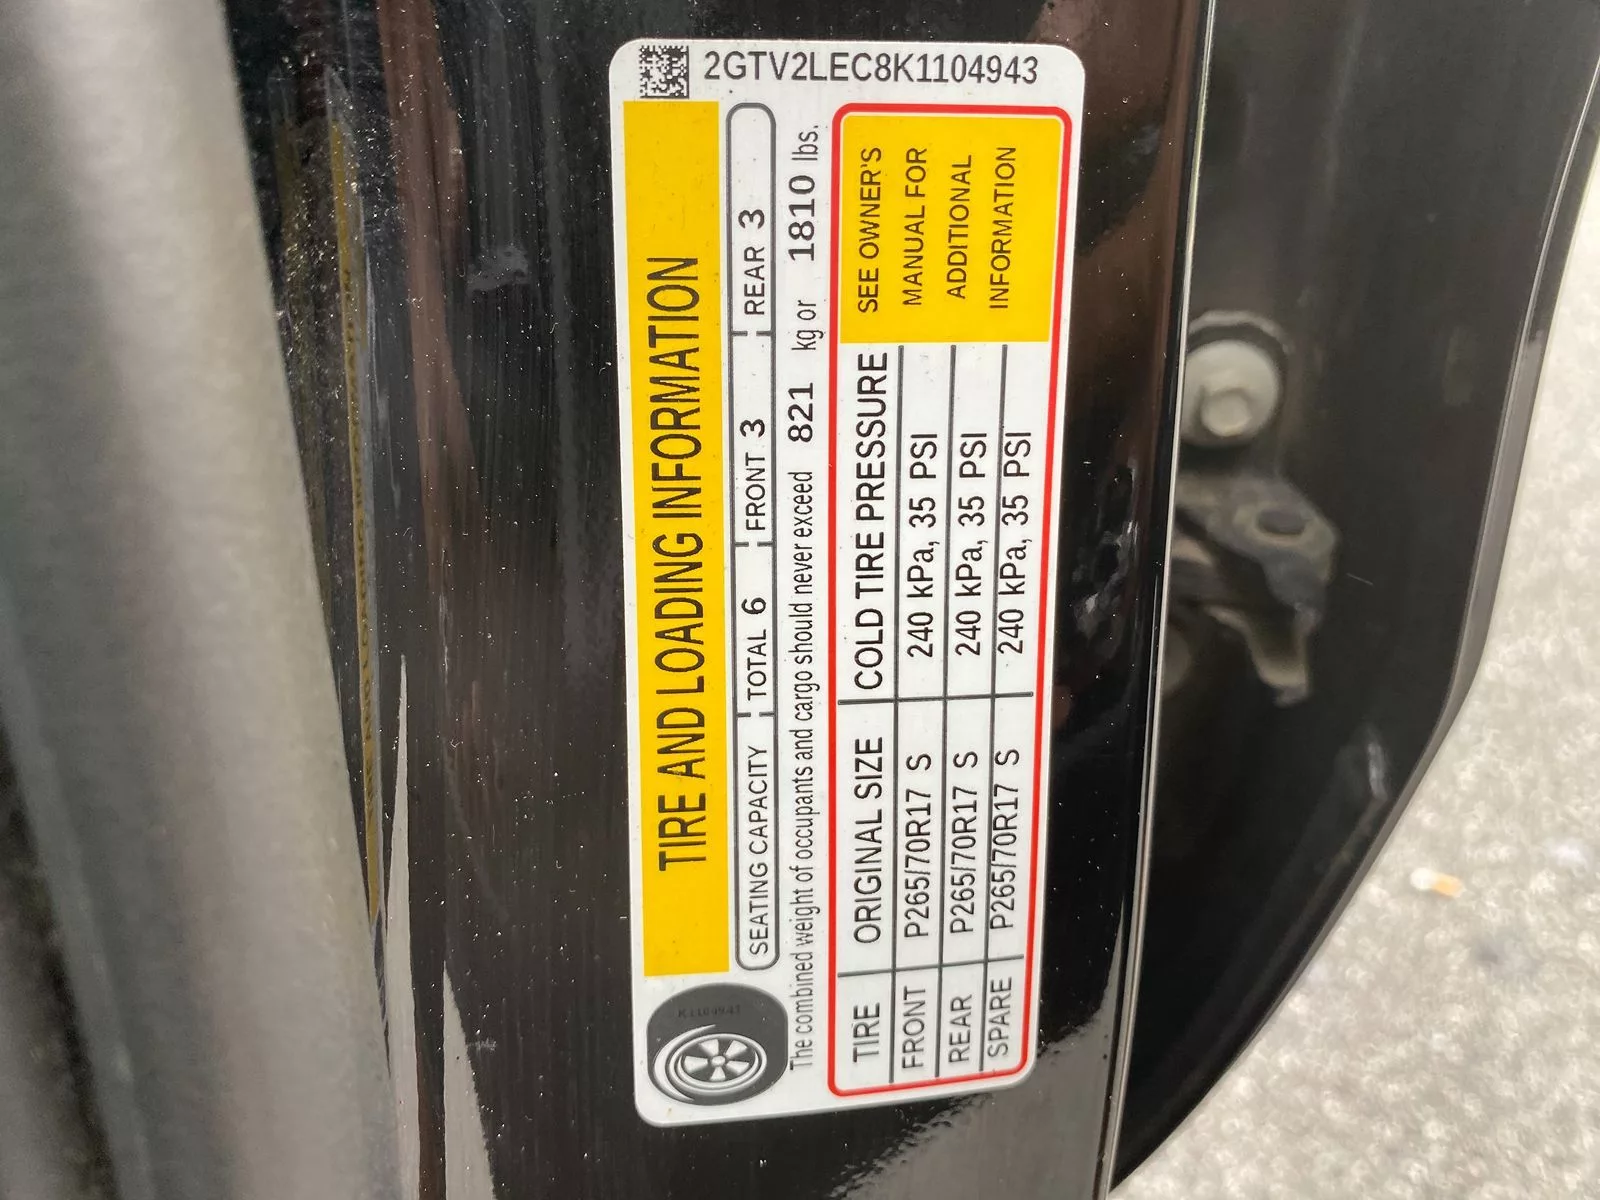 2GTV2LEC8K1104943
TIRE AND LOADING INFORMATION
SEATING CAPACITY TOTAL 6 FRONT 3 REAR 3
The combined weight of occupants and cargo should never exceed 821 kg or 1810 lbs.
TIRE ORIGINAL SIZE COLD TIRE PRESSURE
FRONT P265/70R17 S 240 kPa, 35 PSI
REAR P265/70R17 S 240 kPa, 35 PSI
SPARE P265/70R17 S 240 kPa, 35 PSI
SEE OWNER'S
MANUAL FOR
ADDITIONAL
INFORMATION